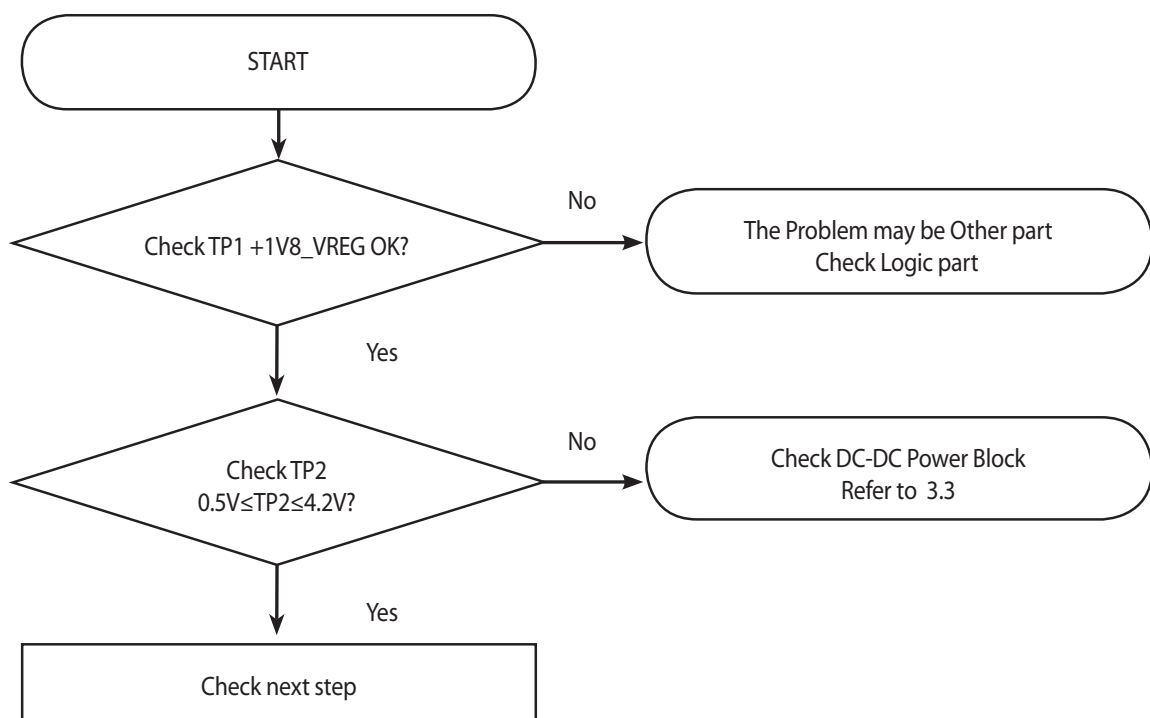 START
Check TP1 +1V8_VREG OK?
No
The Problem may be Other part
Check Logic part
Yes
Check TP2
0.5V≤TP2≤4.2V?
No
Check DC-DC Power Block
Refer to 3.3
Yes
Check next step